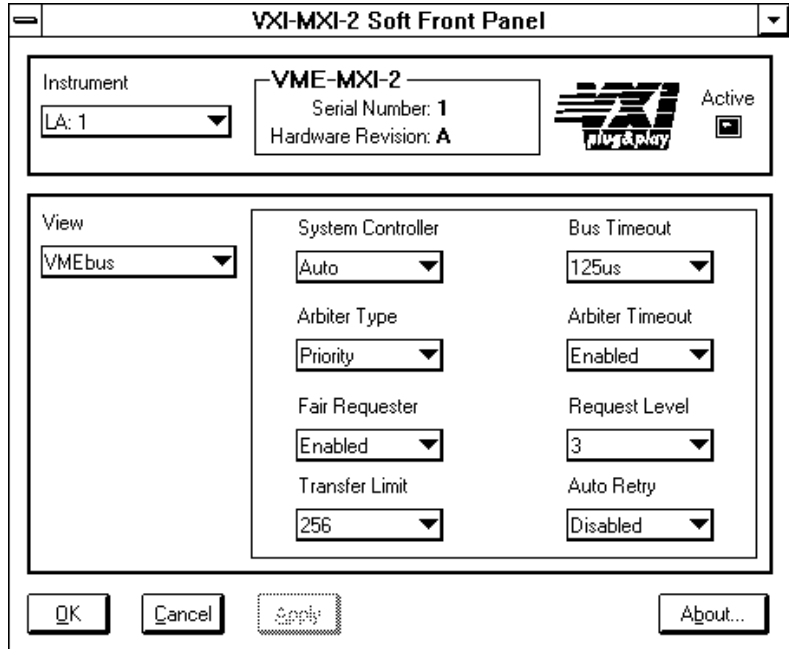 VXI-MXI-2 Soft Front Panel
Instrument
LA: 1
VME-MXI-2
Serial Number: 1
Hardware Revision: A
VXI
plug&play
Active
View
VMEbus
System Controller
Auto
Bus Timeout
125us
Arbiter Type
Priority
Arbiter Timeout
Enabled
Fair Requester
Enabled
Request Level
3
Transfer Limit
256
Auto Retry
Disabled
OK
Cancel
Apply
About...